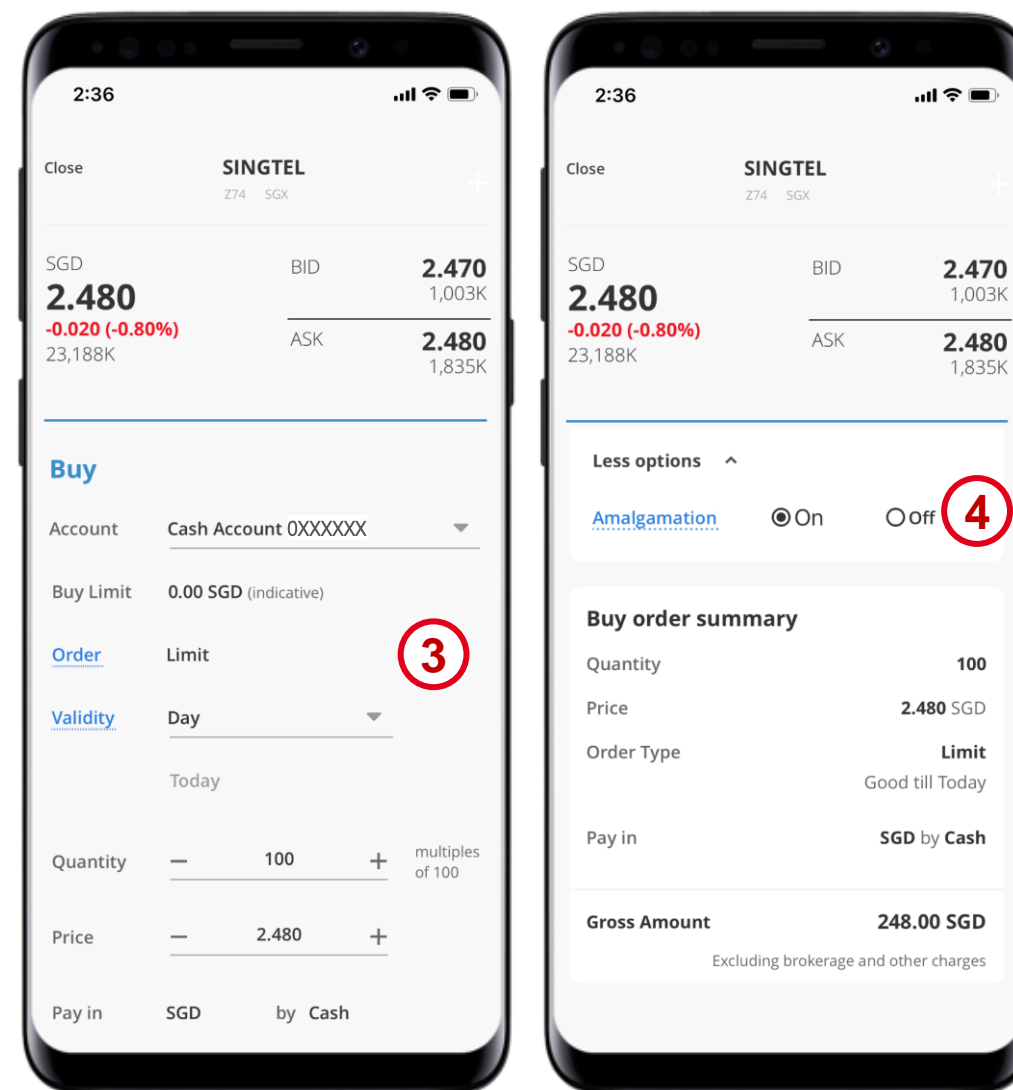 2:36
Close
SINGTEL
Z74 SGX
SGD
2.480
-0.020 (-0.80%)
23,188K
BID 2.470
1,003K
ASK 2.480
1,835K
Buy
Account Cash Account 0XXXXXX
Buy Limit 0.00 SGD (indicative)
Order Limit
3
Validity Day
Today
Quantity − 100 + multiples
of 100
Price − 2.480 +
Pay in SGD by Cash
2:36
Close
SINGTEL
Z74 SGX
SGD
2.480
-0.020 (-0.80%)
23,188K
BID 2.470
1,003K
ASK 2.480
1,835K
Less options
Amalgamation On Off
4
Buy order summary
Quantity 100
Price 2.480 SGD
Order Type Limit
Good till Today
Pay in SGD by Cash
Gross Amount 248.00 SGD
Excluding brokerage and other charges